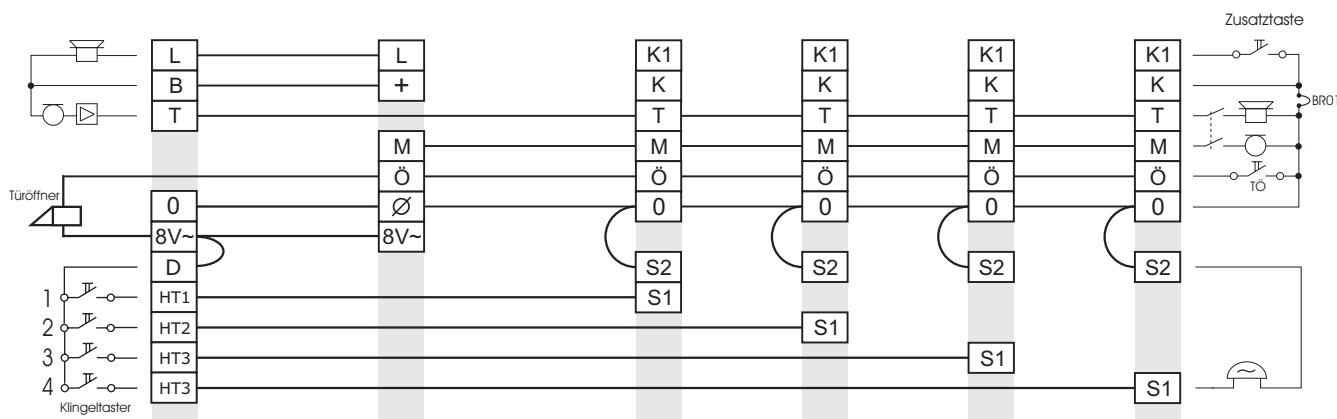 Zusatztaste
L L K1 K1 K1 K1
B + K K K K
BR01
T T T T T
M M M M M
Ö Ö Ö Ö Ö
TÖ
Türöffner
0 Ø 0 0 0 0
8V~ 8V~
D S2 S2 S2 S2
1 HT1 S1
2 HT2 S1
3 HT3 S1
4 HT3 S1
~
Klingeltaster